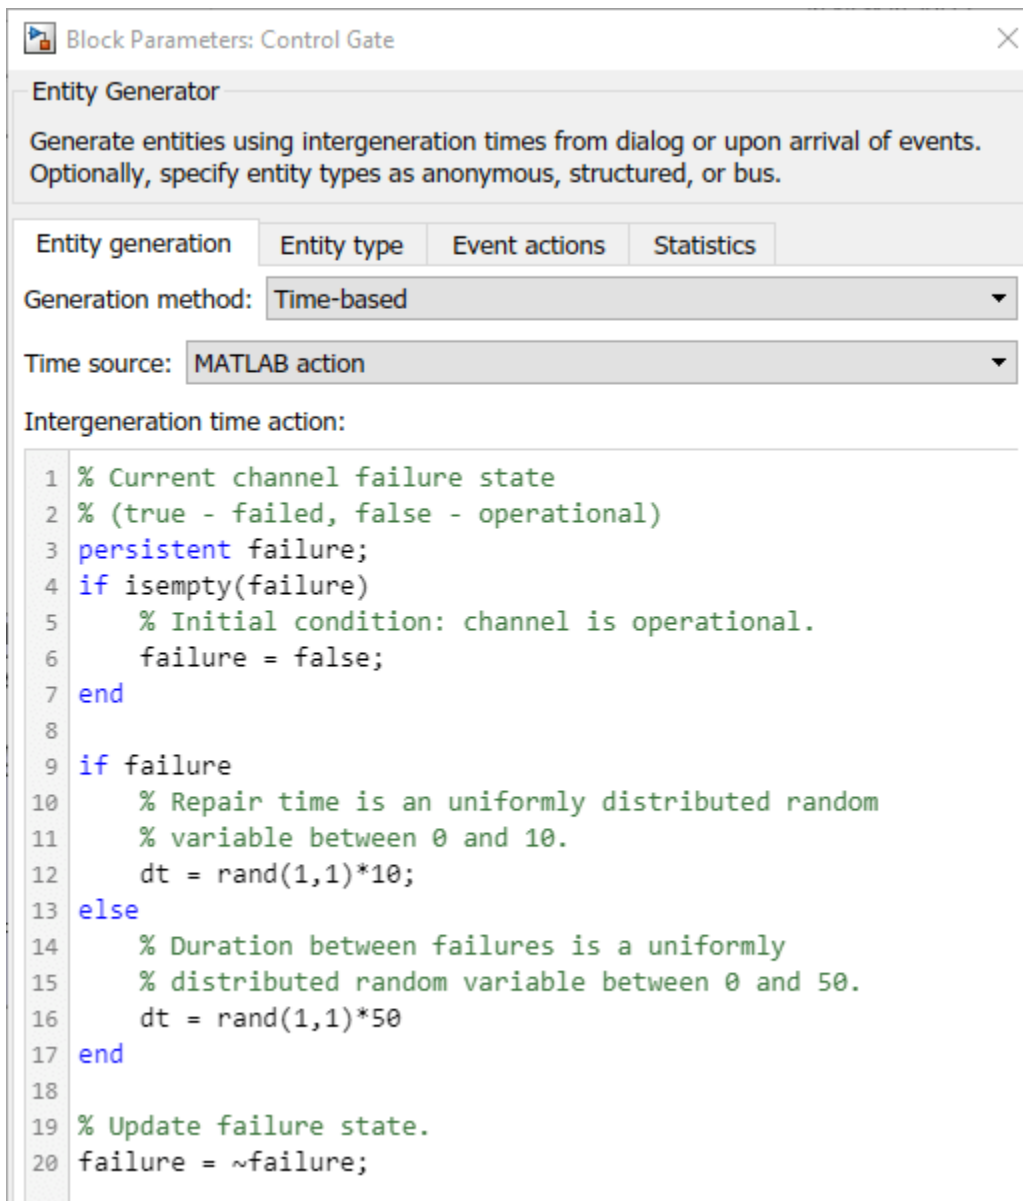 Block Parameters: Control Gate
Entity Generator
Generate entities using intergeneration times from dialog or upon arrival of events.
Optionally, specify entity types as anonymous, structured, or bus.
Entity generation Entity type Event actions Statistics
Generation method: Time-based
Time source: MATLAB action
Intergeneration time action:
1 % Current channel failure state
2 % (true - failed, false - operational)
3 persistent failure;
4 if isempty(failure)
5     % Initial condition: channel is operational.
6     failure = false;
7 end
8
9 if failure
10     % Repair time is an uniformly distributed random
11     % variable between 0 and 10.
12     dt = rand(1,1)*10;
13 else
14     % Duration between failures is a uniformly
15     % distributed random variable between 0 and 50.
16     dt = rand(1,1)*50
17 end
18
19 % Update failure state.
20 failure = ~failure;